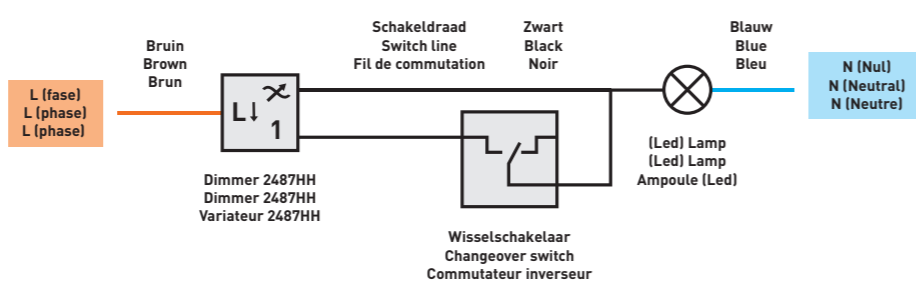 Bruin
Brown
Brun
Schakeldraad
Switch line
Fil de commutation
Zwart
Black
Noir
Blauw
Blue
Bleu
L (fase)
L (phase)
L (phase)
L↓
1
N (Nul)
N (Neutral)
N (Neutre)
Dimmer 2487HH
Dimmer 2487HH
Variateur 2487HH
(Led) Lamp
(Led) Lamp
Ampoule (Led)
Wisselschakelaar
Changeover switch
Commutateur inverseur